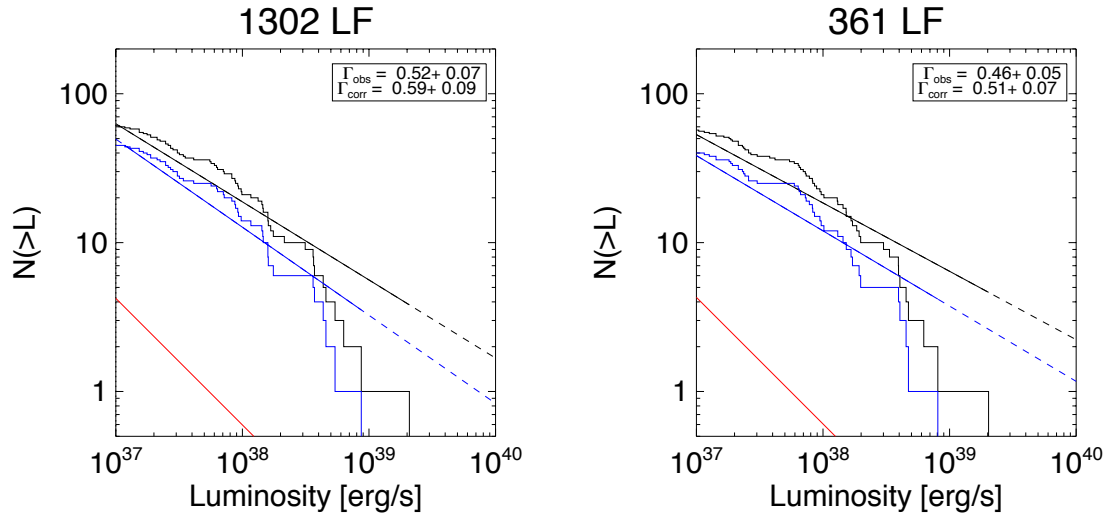 1302 LF
Γobs = 0.52+ 0.07
Γcorr = 0.59+ 0.09
100
10
1
N(>L)
10^37 10^38 10^39 10^40
Luminosity [erg/s]
361 LF
Γobs = 0.46+ 0.05
Γcorr = 0.51+ 0.07
100
10
1
N(>L)
10^37 10^38 10^39 10^40
Luminosity [erg/s]